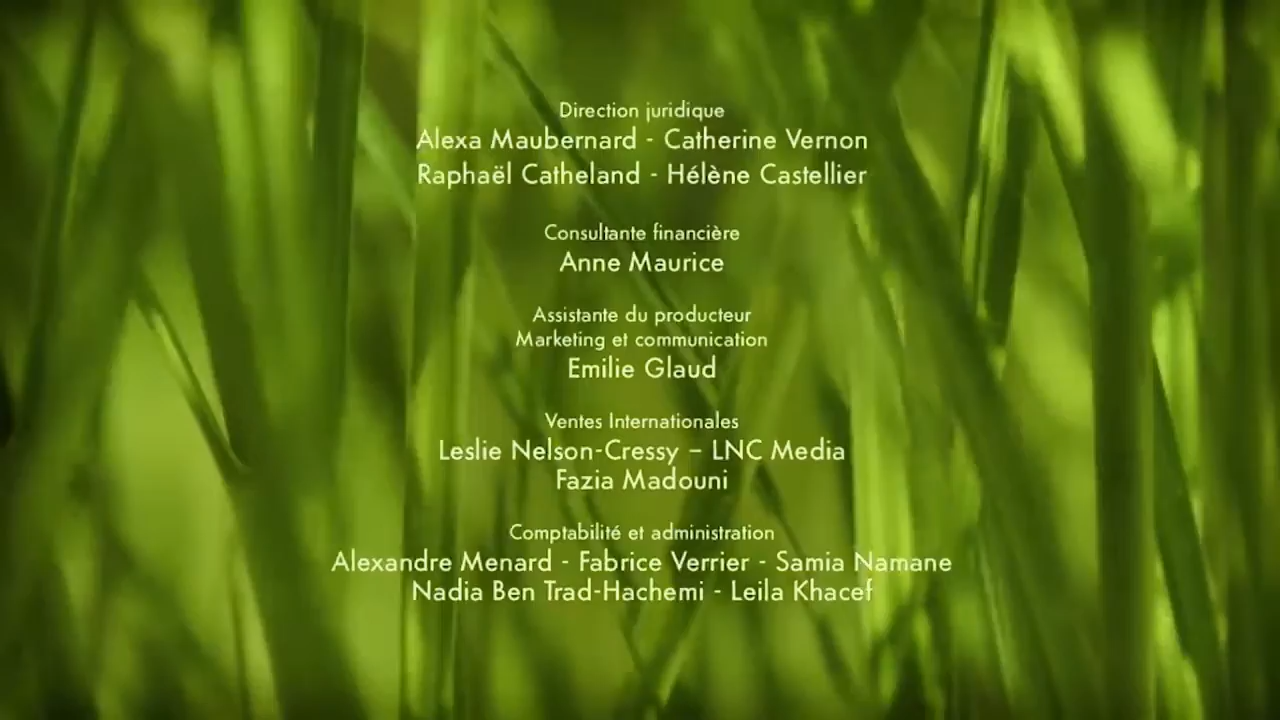 Direction juridique
Alexa Maubernard - Catherine Vernon
Raphaël Catheland - Hélène Castellier
Consultante financière
Anne Maurice
Assistante du producteur
Marketing et communication
Emilie Glaud
Ventes Internationales
Leslie Nelson-Cressy – LNC Media
Fazia Madouni
Comptabilité et administration
Alexandre Menard - Fabrice Verrier - Samia Namane
Nadia Ben Trad-Hachemi - Leila Khacef